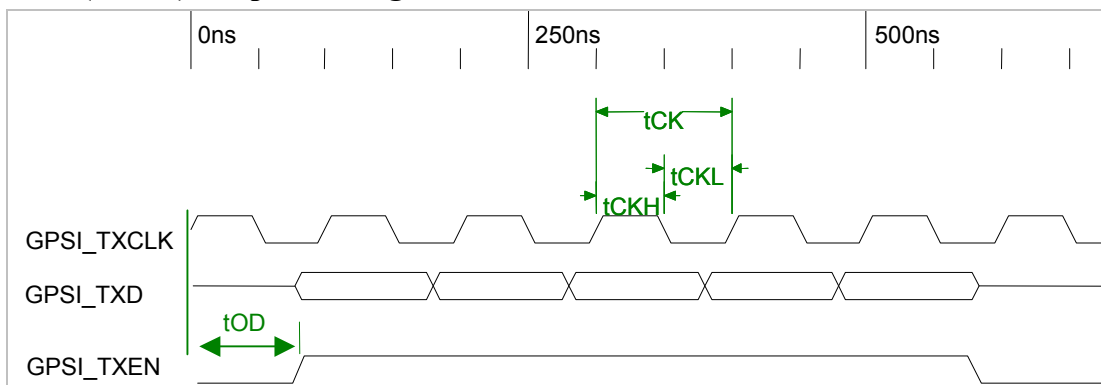 0ns 250ns 500ns
tCK
tCKL
tCKH
GPSI_TXCLK
GPSI_TXD
tOD
GPSI_TXEN